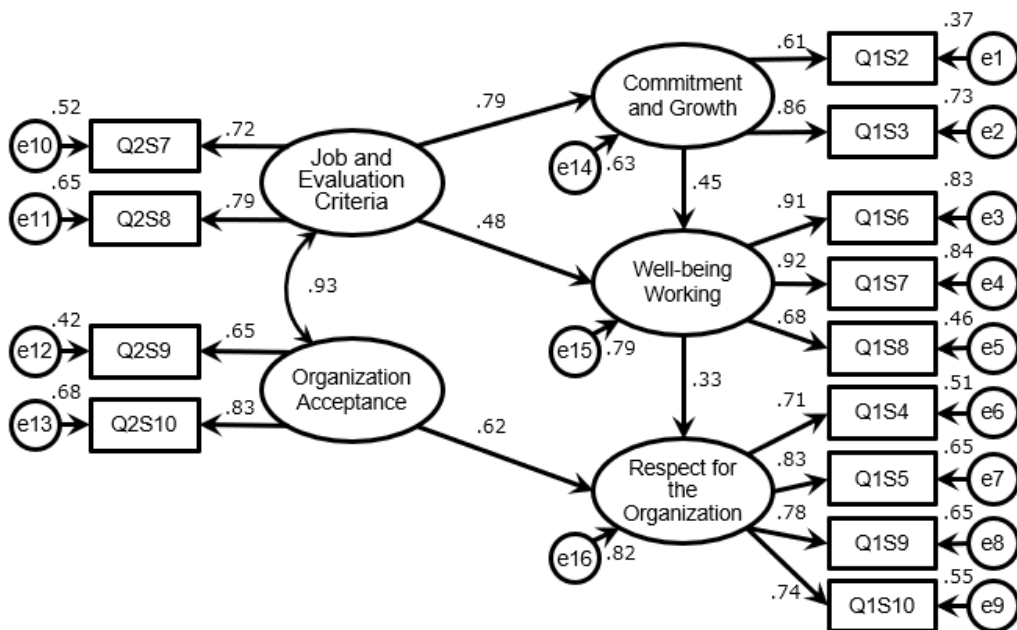 .52
e10
Q2S7
.72
.65
e11
Q2S8
.79
Job and
Evaluation
Criteria
.79
.48
.93
.42
e12
Q2S9
.65
.68
e13
Q2S10
.83
Organization
Acceptance
.62
Commitment
and Growth
e14
.63
.45
.61
Q1S2
.37
e1
.86
Q1S3
.73
e2
Well-being
Working
e15
.79
.33
.91
Q1S6
.83
e3
.92
Q1S7
.84
e4
.68
Q1S8
.46
e5
Respect for
the
Organization
e16
.82
.71
Q1S4
.51
e6
.83
Q1S5
.65
e7
.78
Q1S9
.65
e8
.74
Q1S10
.55
e9